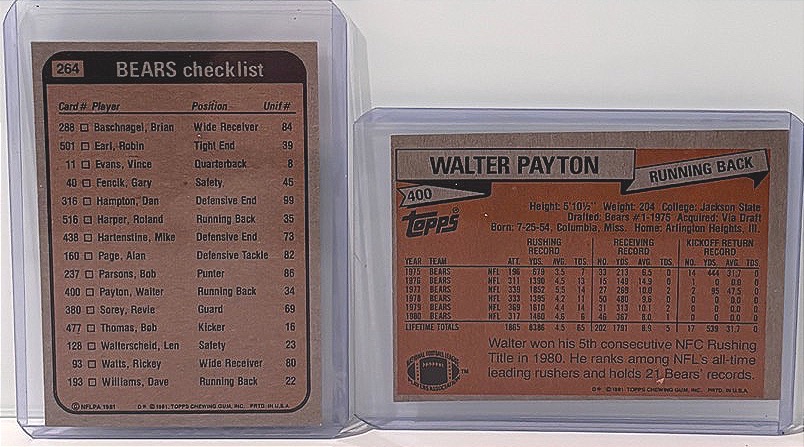 264 BEARS checklist
Card # Player Position Unif #
288 Baschnagel, Brian Wide Receiver 84
501 Earl, Robin Tight End 39
11 Evans, Vince Quarterback 8
40 Fencik, Gary Safety 45
316 Hampton, Dan Defensive End 99
516 Harper, Roland Running Back 35
438 Hartenstine, Mike Defensive End 73
160 Page, Alan Defensive Tackle 82
237 Parsons, Bob Punter 86
400 Payton, Walter Running Back 34
380 Sorey, Revie Guard 69
477 Thomas, Bob Kicker 16
128 Walterscheid, Len Safety 23
93 Watts, Rickey Wide Receiver 80
193 Williams, Dave Running Back 22
© NFLPA 1981 D* © 1981, TOPPS CHEWING GUM, INC. PRTD. IN U.S.A.
WALTER PAYTON RUNNING BACK
400
topps®
Height: 5'10½" Weight: 204 College: Jackson State
Drafted: Bears #1-1975 Acquired: Via Draft
Born: 7-25-54, Columbia, Miss. Home: Arlington Heights, Ill.
RUSHING RECORD RECEIVING RECORD KICKOFF RETURN RECORD
YEAR TEAM ATT. YDS. AVG. TDS. NO. YDS. AVG. TDS NO. YDS. AVG. TDS
1975 BEARS NFL 196 679 3.5 7 33 213 6.5 0 14 444 31.7 0
1976 BEARS NFL 311 1390 4.5 13 15 149 14.9 0 1 0 0.0 0
1977 BEARS NFL 339 1852 5.5 14 27 269 10.0 2 2 95 47.5 0
1978 BEARS NFL 333 1395 4.2 11 50 480 9.6 0 0 0 0
1979 BEARS NFL 369 1610 4.4 14 31 313 10.1 2 0 0 0
1980 BEARS NFL 317 1460 4.6 6 46 367 8.0 1 0 0 0
LIFETIME TOTALS 1865 8386 4.5 65 202 1791 8.9 5 17 539 31.7 0
Walter won his 5th consecutive NFC Rushing
Title in 1980. He ranks among NFL's all-time
leading rushers and holds 21 Bears' records.
NATIONAL FOOTBALL LEAGUE
PLAYERS ASSOCIATION
TM
D* © 1981, TOPPS CHEWING GUM, INC. PRTD. IN U.S.A.